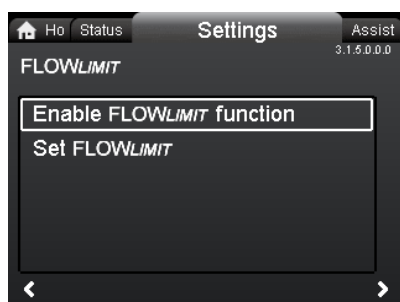 Ho Status Settings Assist
3.1.5.0.0.0
FLOWLIMIT
Enable FLOWLIMIT function
Set FLOWLIMIT